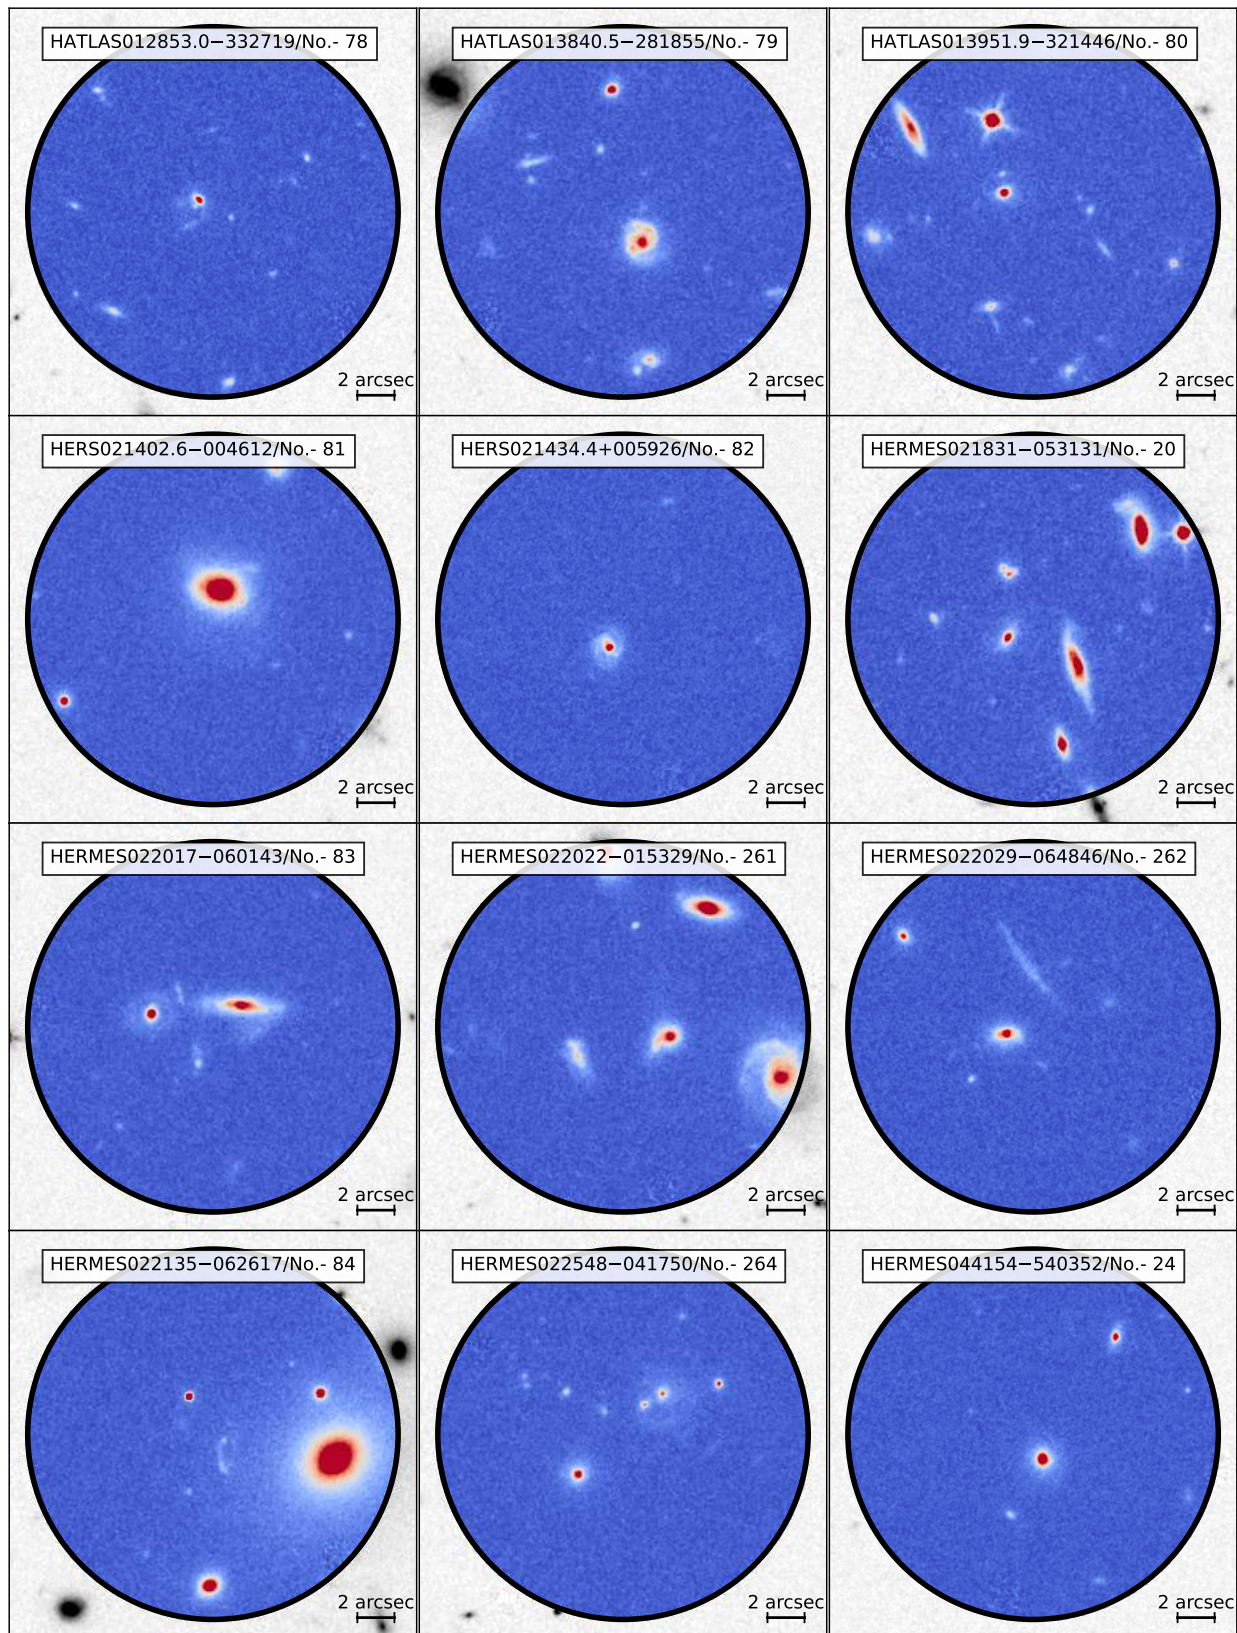 HATLAS012853.0−332719/No.- 78
HATLAS013840.5−281855/No.- 79
HATLAS013951.9−321446/No.- 80
2 arcsec
2 arcsec
2 arcsec
HERS021402.6−004612/No.- 81
HERS021434.4+005926/No.- 82
HERMES021831−053131/No.- 20
2 arcsec
2 arcsec
2 arcsec
HERMES022017−060143/No.- 83
HERMES022022−015329/No.- 261
HERMES022029−064846/No.- 262
2 arcsec
2 arcsec
2 arcsec
HERMES022135−062617/No.- 84
HERMES022548−041750/No.- 264
HERMES044154−540352/No.- 24
2 arcsec
2 arcsec
2 arcsec